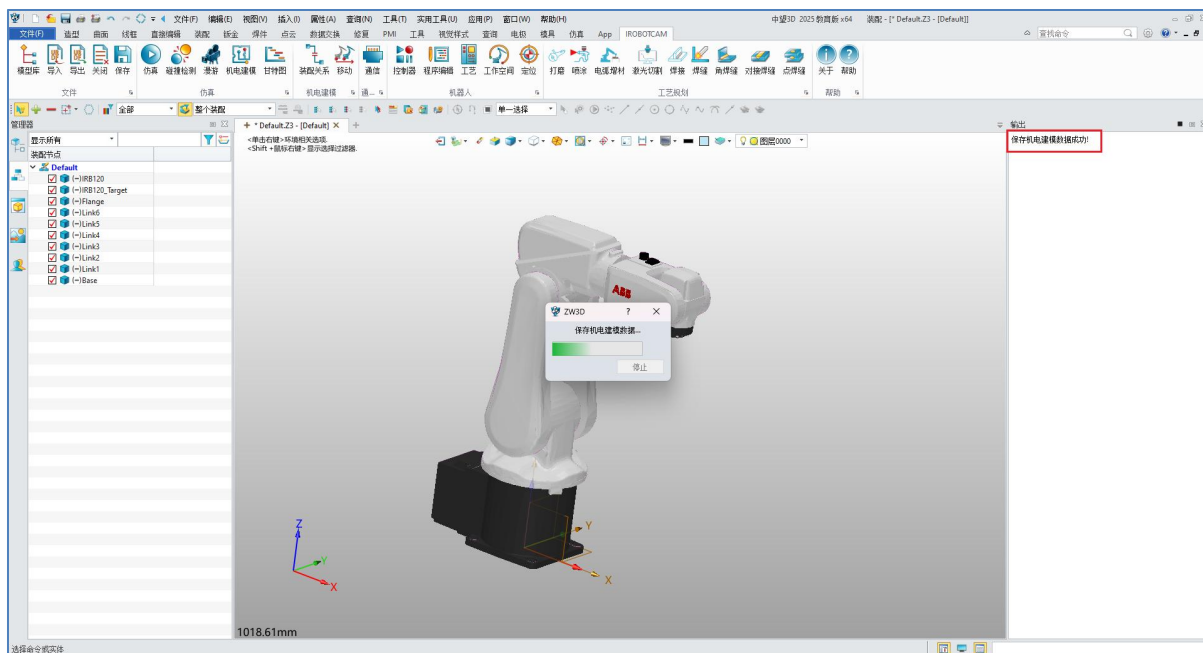 文件(F) 编辑(E) 视图(V) 插入(I) 属性(A) 查询(N) 工具(T) 实用工具(U) 应用(P) 窗口(W) 帮助(H) 中望3D 2025 教育版 x64 装配 - [* Default.Z3 - [Default]]
文件(F) 造型 曲面 线框 直接编辑 装配 钣金 焊件 点云 数据交换 修复 PMI 工具 视觉样式 查询 电极 模具 仿真 App IROBOTCAM 查找命令
模型库 导入 导出 关闭 保存 仿真 碰撞检测 漫游 机电建模 甘特图 装配关系 移动 通信 控制器 程序编辑 工艺 工作空间 定位 打磨 喷涂 电弧增材 激光切割 焊接 焊缝 角焊缝 对接焊缝 点焊缝 关于 帮助
文件 仿真 机电建模 通... 机器人 工艺规划 帮助
全部 整个装配 单一选择
管理器 * Default.Z3 - [Default] 输出
显示所有
装配节点
Default
(-)IRB120
(-)IRB120_Target
(-)Flange
(-)Link6
(-)Link5
(-)Link4
(-)Link3
(-)Link2
(-)Link1
(-)Base
<单击右键>环境相关选项.
<Shift +鼠标右键>显示选择过滤器.
图层0000
保存机电建模数据成功!
ABB
ZW3D ? ×
保存机电建模数据...
停止
Z
Y
X
Y
X
1018.61mm
选择命令或实体